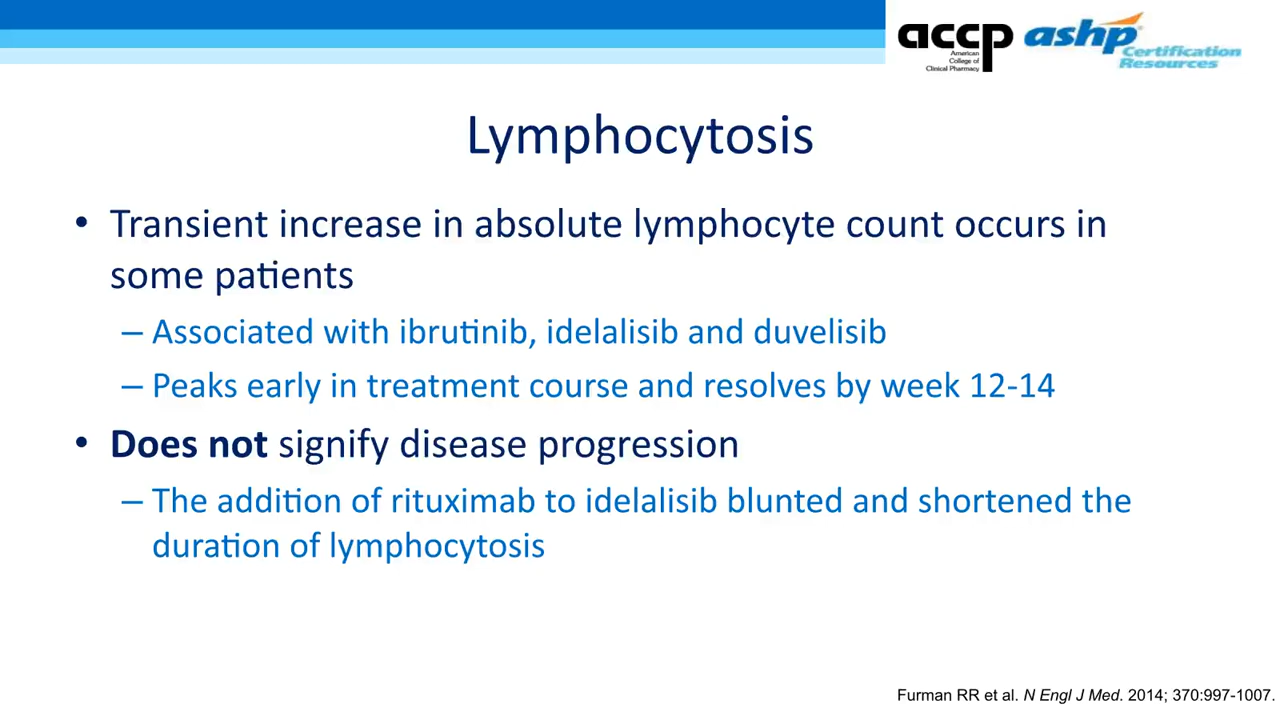 accp
American
College of
Clinical Pharmacy
ashp
Certification
Resources
Lymphocytosis
• Transient increase in absolute lymphocyte count occurs in
some patients
– Associated with ibrutinib, idelalisib and duvelisib
– Peaks early in treatment course and resolves by week 12-14
• Does not signify disease progression
– The addition of rituximab to idelalisib blunted and shortened the
duration of lymphocytosis
Furman RR et al. N Engl J Med. 2014; 370:997-1007.